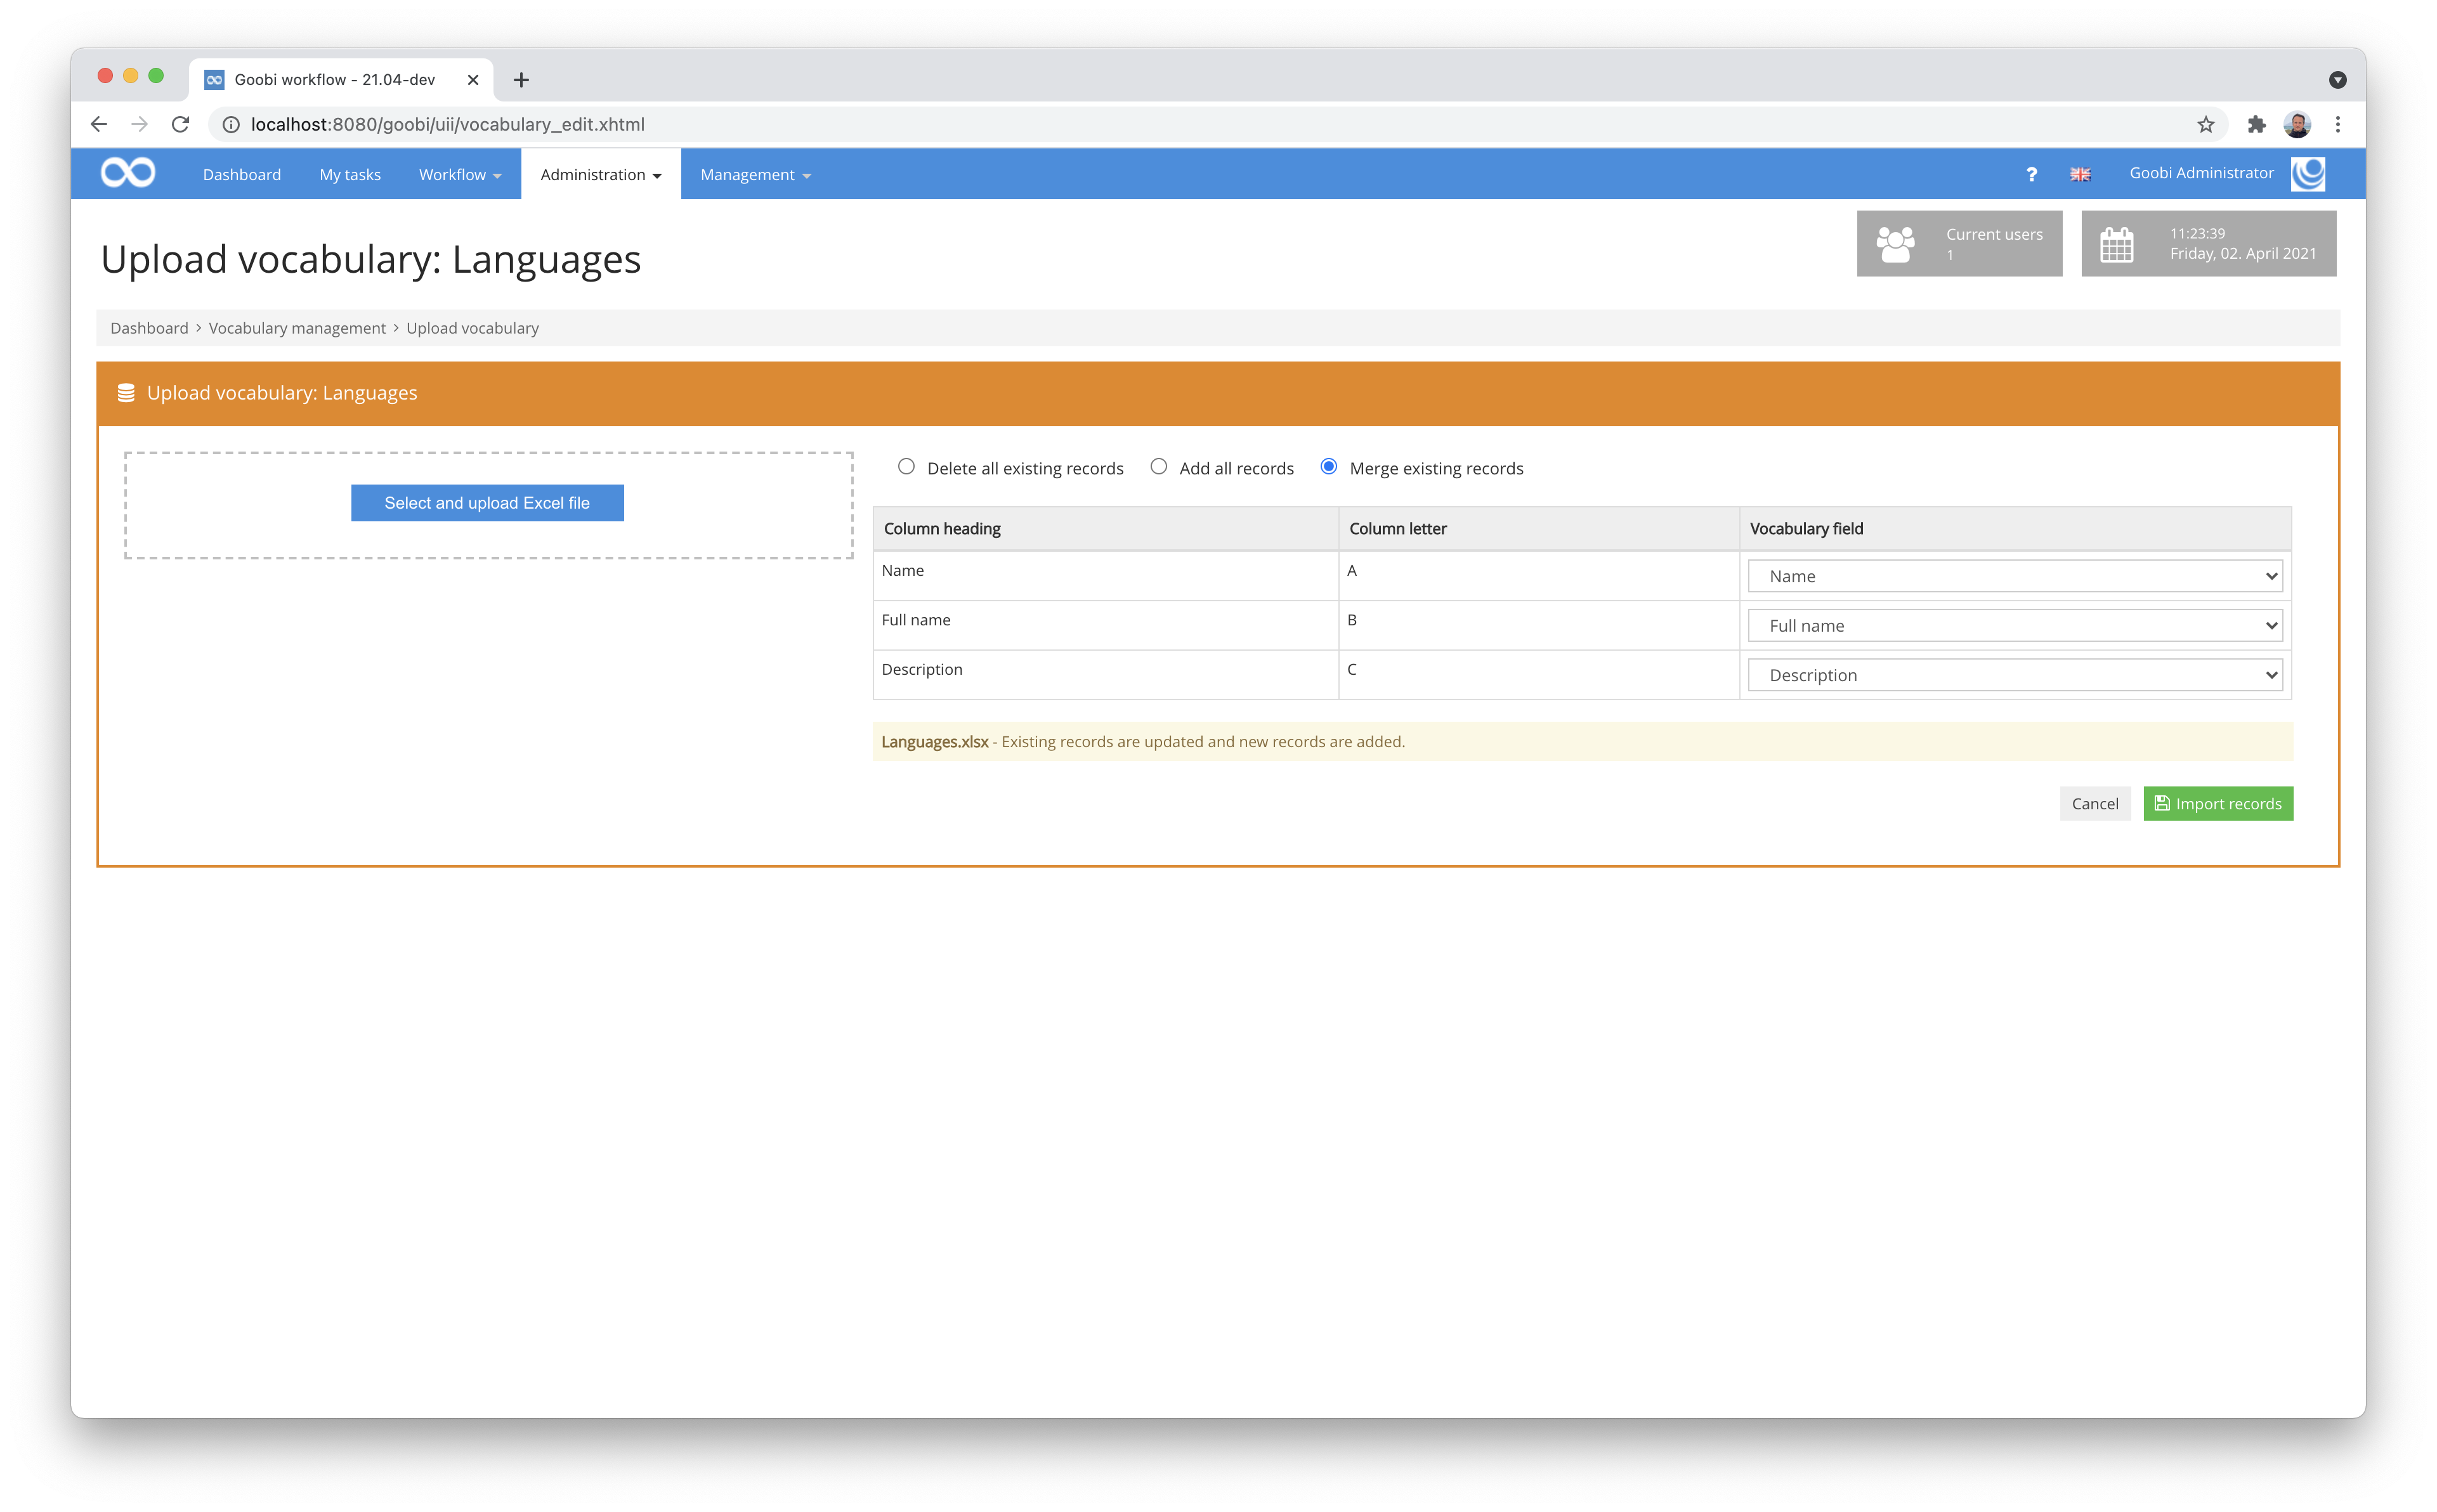 Goobi workflow - 21.04-dev
localhost:8080/goobi/uii/vocabulary_edit.xhtml
Dashboard My tasks Workflow Administration Management ? Goobi Administrator
Upload vocabulary: Languages
Current users
1
11:23:39
Friday, 02. April 2021
Dashboard > Vocabulary management > Upload vocabulary
Upload vocabulary: Languages
Select and upload Excel file
Delete all existing records Add all records Merge existing records
Column heading Column letter Vocabulary field
Name A Name
Full name B Full name
Description C Description
Languages.xlsx - Existing records are updated and new records are added.
Cancel Import records